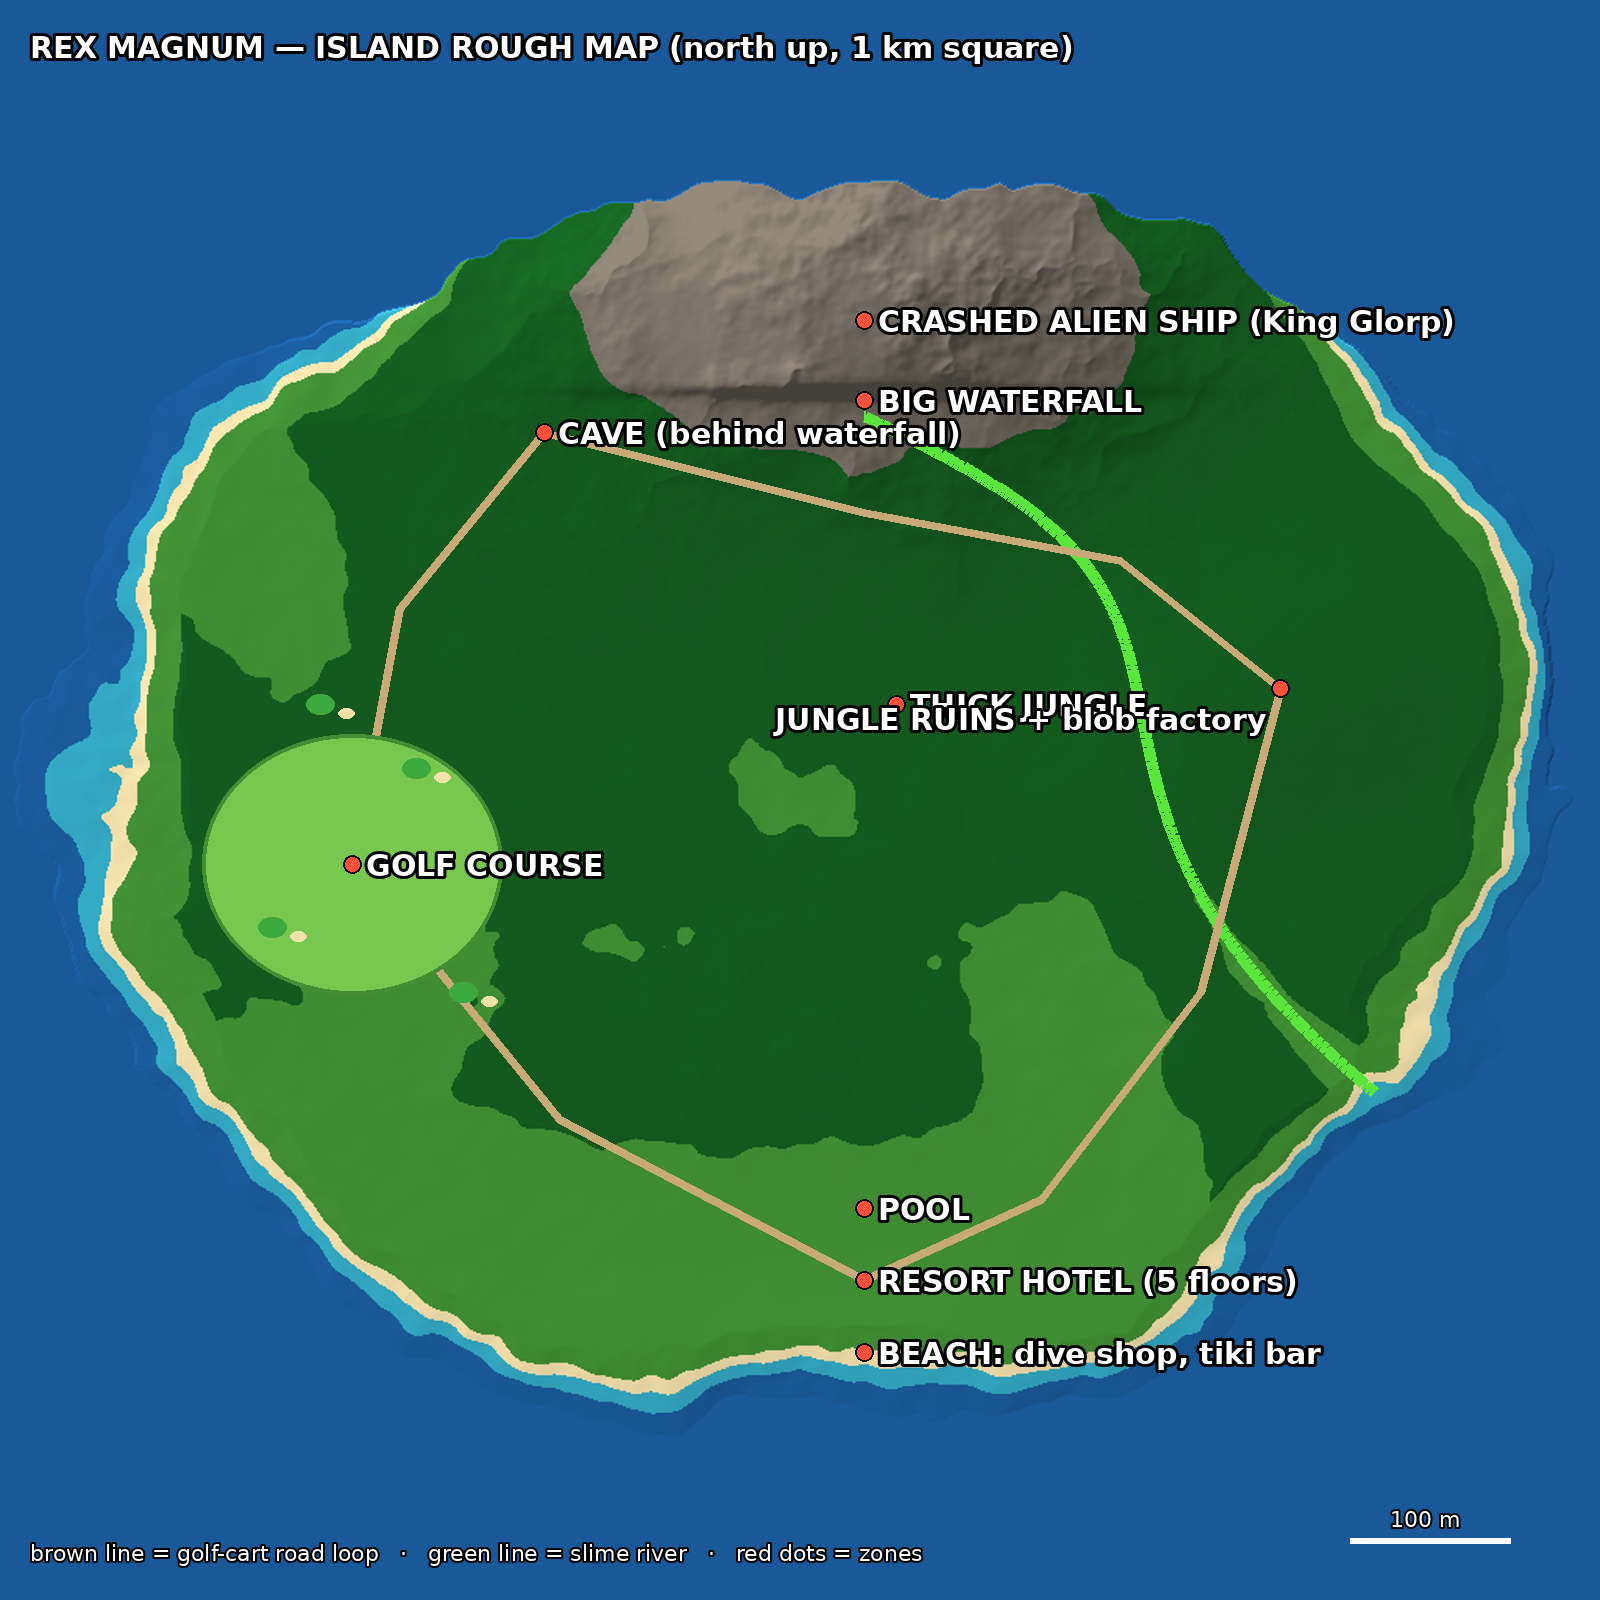 REX MAGNUM — ISLAND ROUGH MAP (north up, 1 km square)
CRASHED ALIEN SHIP (King Glorp)
BIG WATERFALL
CAVE (behind waterfall)
THICK JUNGLE
JUNGLE RUINS + blob factory
GOLF COURSE
POOL
RESORT HOTEL (5 floors)
BEACH: dive shop, tiki bar
100 m
brown line = golf-cart road loop · green line = slime river · red dots = zones